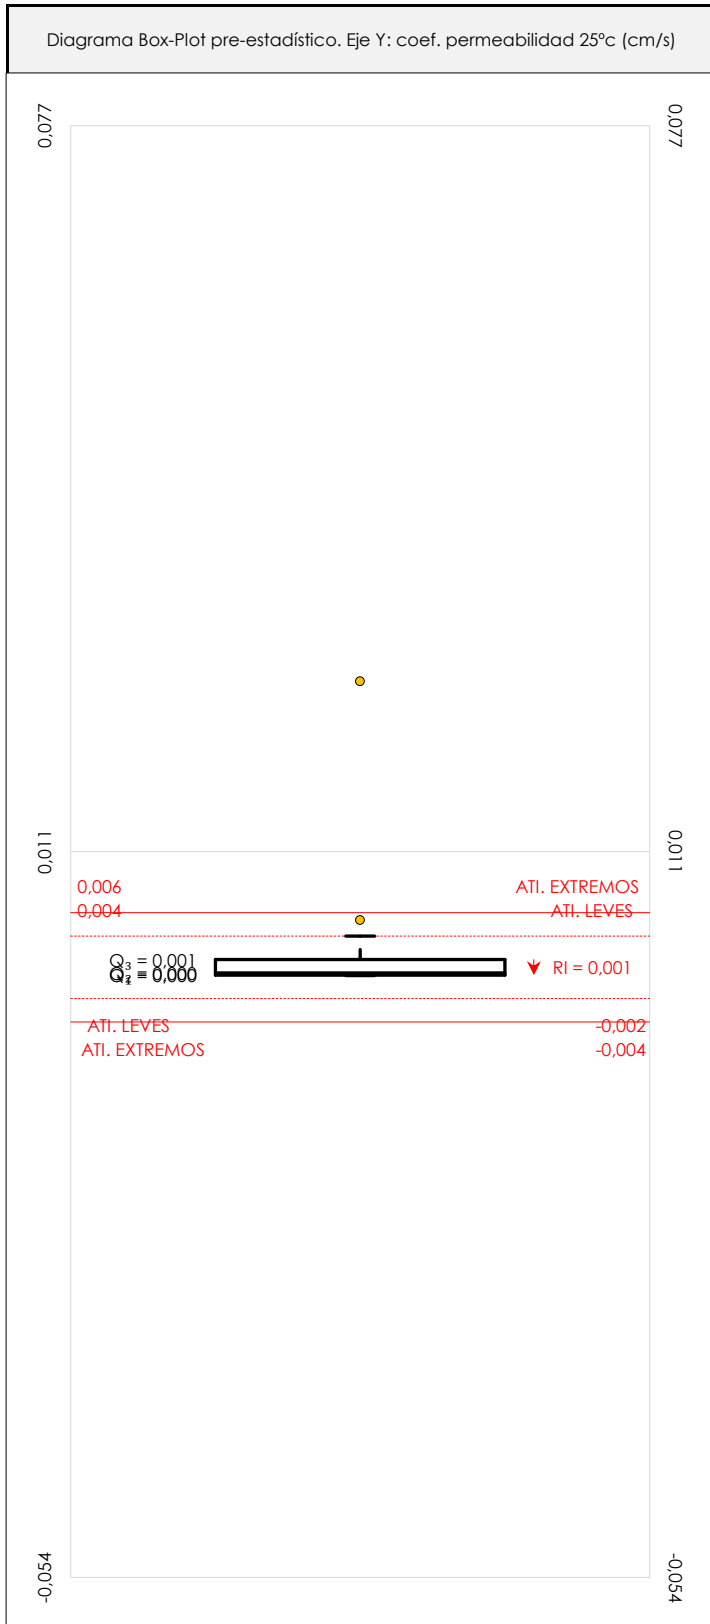 Diagrama Box-Plot pre-estadístico. Eje Y: coef. permeabilidad 25ºc (cm/s)
0,077
0,077
0,011
0,011
0,006
ATI. EXTREMOS
0,004
ATI. LEVES
Q₃ = 0,001
RI = 0,001
= 0,000
ATI. LEVES
-0,002
ATI. EXTREMOS
-0,004
-0,054
-0,054